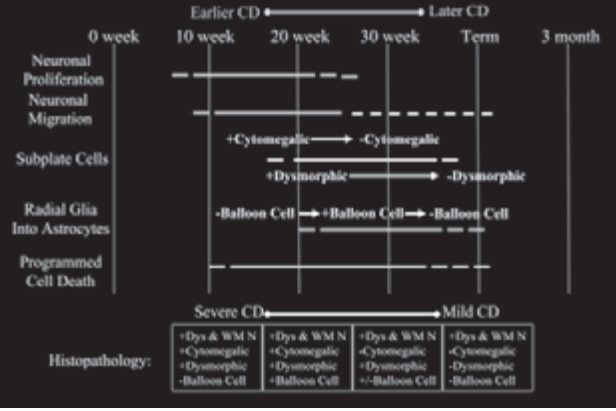 Earlier CD Later CD
0 week 10 week 20 week 30 week Term 3 month
Neuronal
Proliferation
Neuronal
Migration
+Cytomegalic -Cytomegalic
Subplate Cells
+Dysmorphic -Dysmorphic
Radial Glia
Into Astrocytes
-Balloon Cell +Balloon Cell -Balloon Cell
Programmed
Cell Death
Severe CD Mild CD
Histopathology:
+Dys & WM N +Dys & WM N +Dys & WM N +Dys & WM N
+Cytomegalic +Cytomegalic -Cytomegalic -Cytomegalic
+Dysmorphic +Dysmorphic +Dysmorphic -Dysmorphic
-Balloon Cell +Balloon Cell +/-Balloon Cell -Balloon Cell